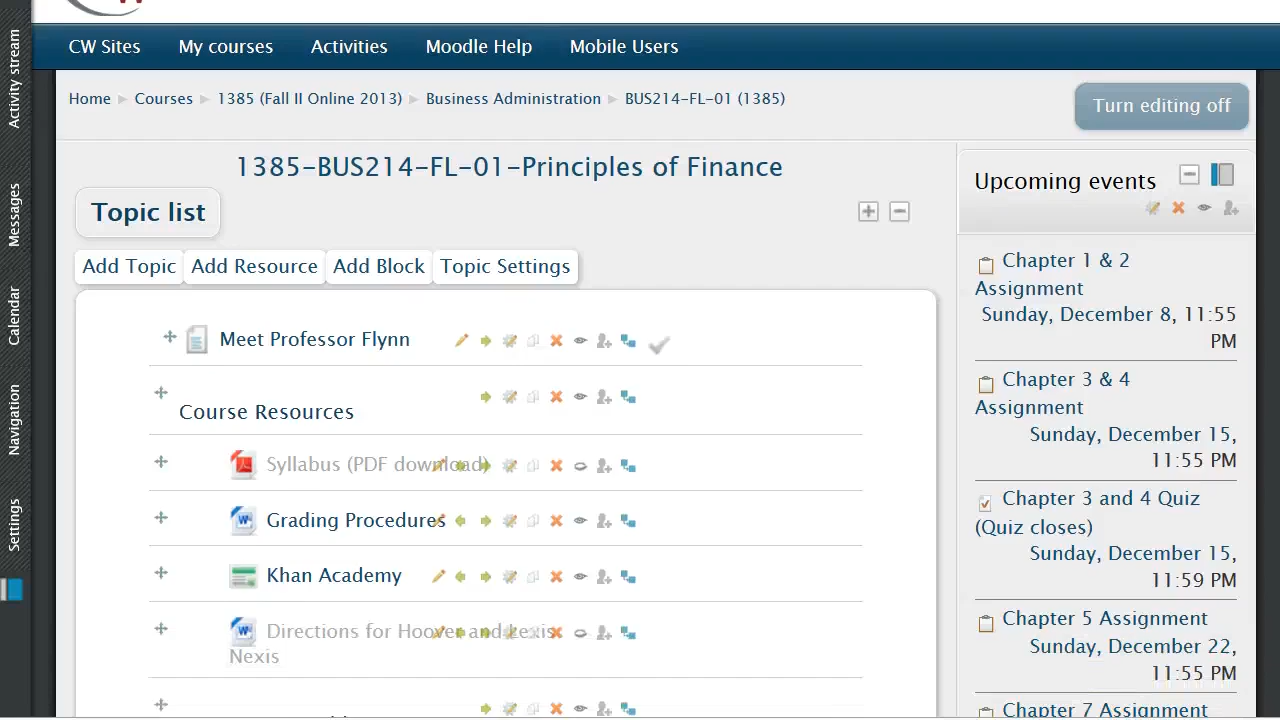 CW Sites My courses Activities Moodle Help Mobile Users
Activity stream
Messages
Calendar
Navigation
Settings
Home Courses 1385 (Fall II Online 2013) Business Administration BUS214-FL-01 (1385)
Turn editing off
1385-BUS214-FL-01-Principles of Finance
Topic list
Add Topic Add Resource Add Block Topic Settings
Meet Professor Flynn
Course Resources
Syllabus (PDF download)
Grading Procedures
Khan Academy
Directions for Hoover and Lexis
Nexis
Upcoming events
Chapter 1 & 2
Assignment
Sunday, December 8, 11:55
PM
Chapter 3 & 4
Assignment
Sunday, December 15,
11:55 PM
Chapter 3 and 4 Quiz
(Quiz closes)
Sunday, December 15,
11:59 PM
Chapter 5 Assignment
Sunday, December 22,
11:55 PM
Chapter 7 Assignment